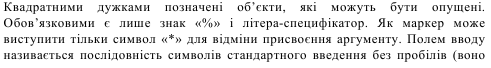 Квадратними дужками позначені об’єкти, які можуть бути опущені.
Обов’язковими є лише знак «%» і літера-специфікатор. Як маркер може
виступити тільки символ «*» для відміни присвоєння аргументу. Полем вводу
називається послідовність символів стандартного введення без пробілів (воно